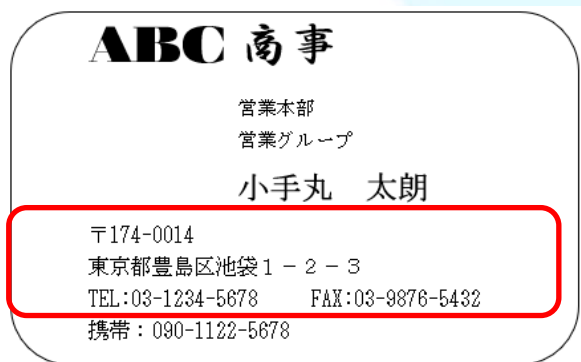 ABC 商事
営業本部
営業グループ
小手丸　太朗
〒174-0014
東京都豊島区池袋１－２－３
TEL:03-1234-5678　　FAX:03-9876-5432
携帯：090-1122-5678